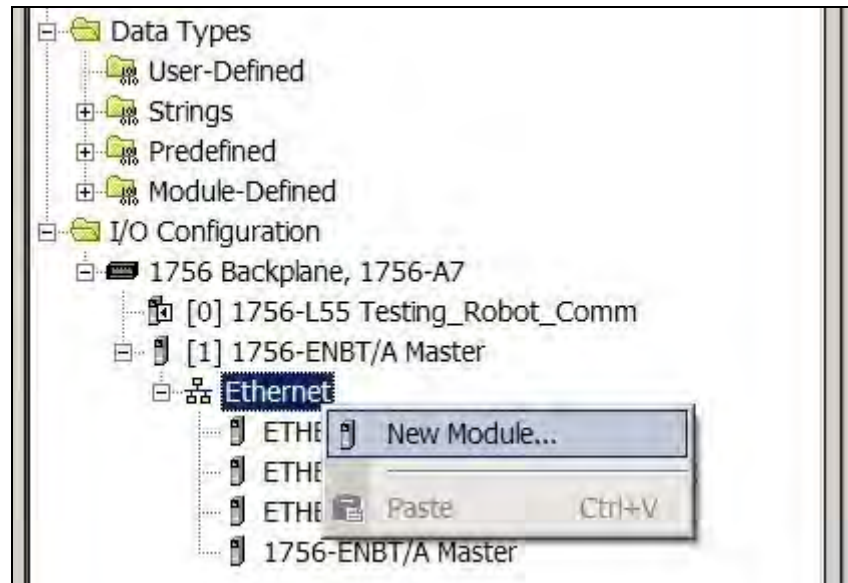 Data Types
User-Defined
Strings
Predefined
Module-Defined
I/O Configuration
1756 Backplane, 1756-A7
[0] 1756-L55 Testing_Robot_Comm
[1] 1756-ENBT/A Master
Ethernet
ETHE New Module...
ETHE
ETHE Paste Ctrl+V
1756-ENBT/A Master